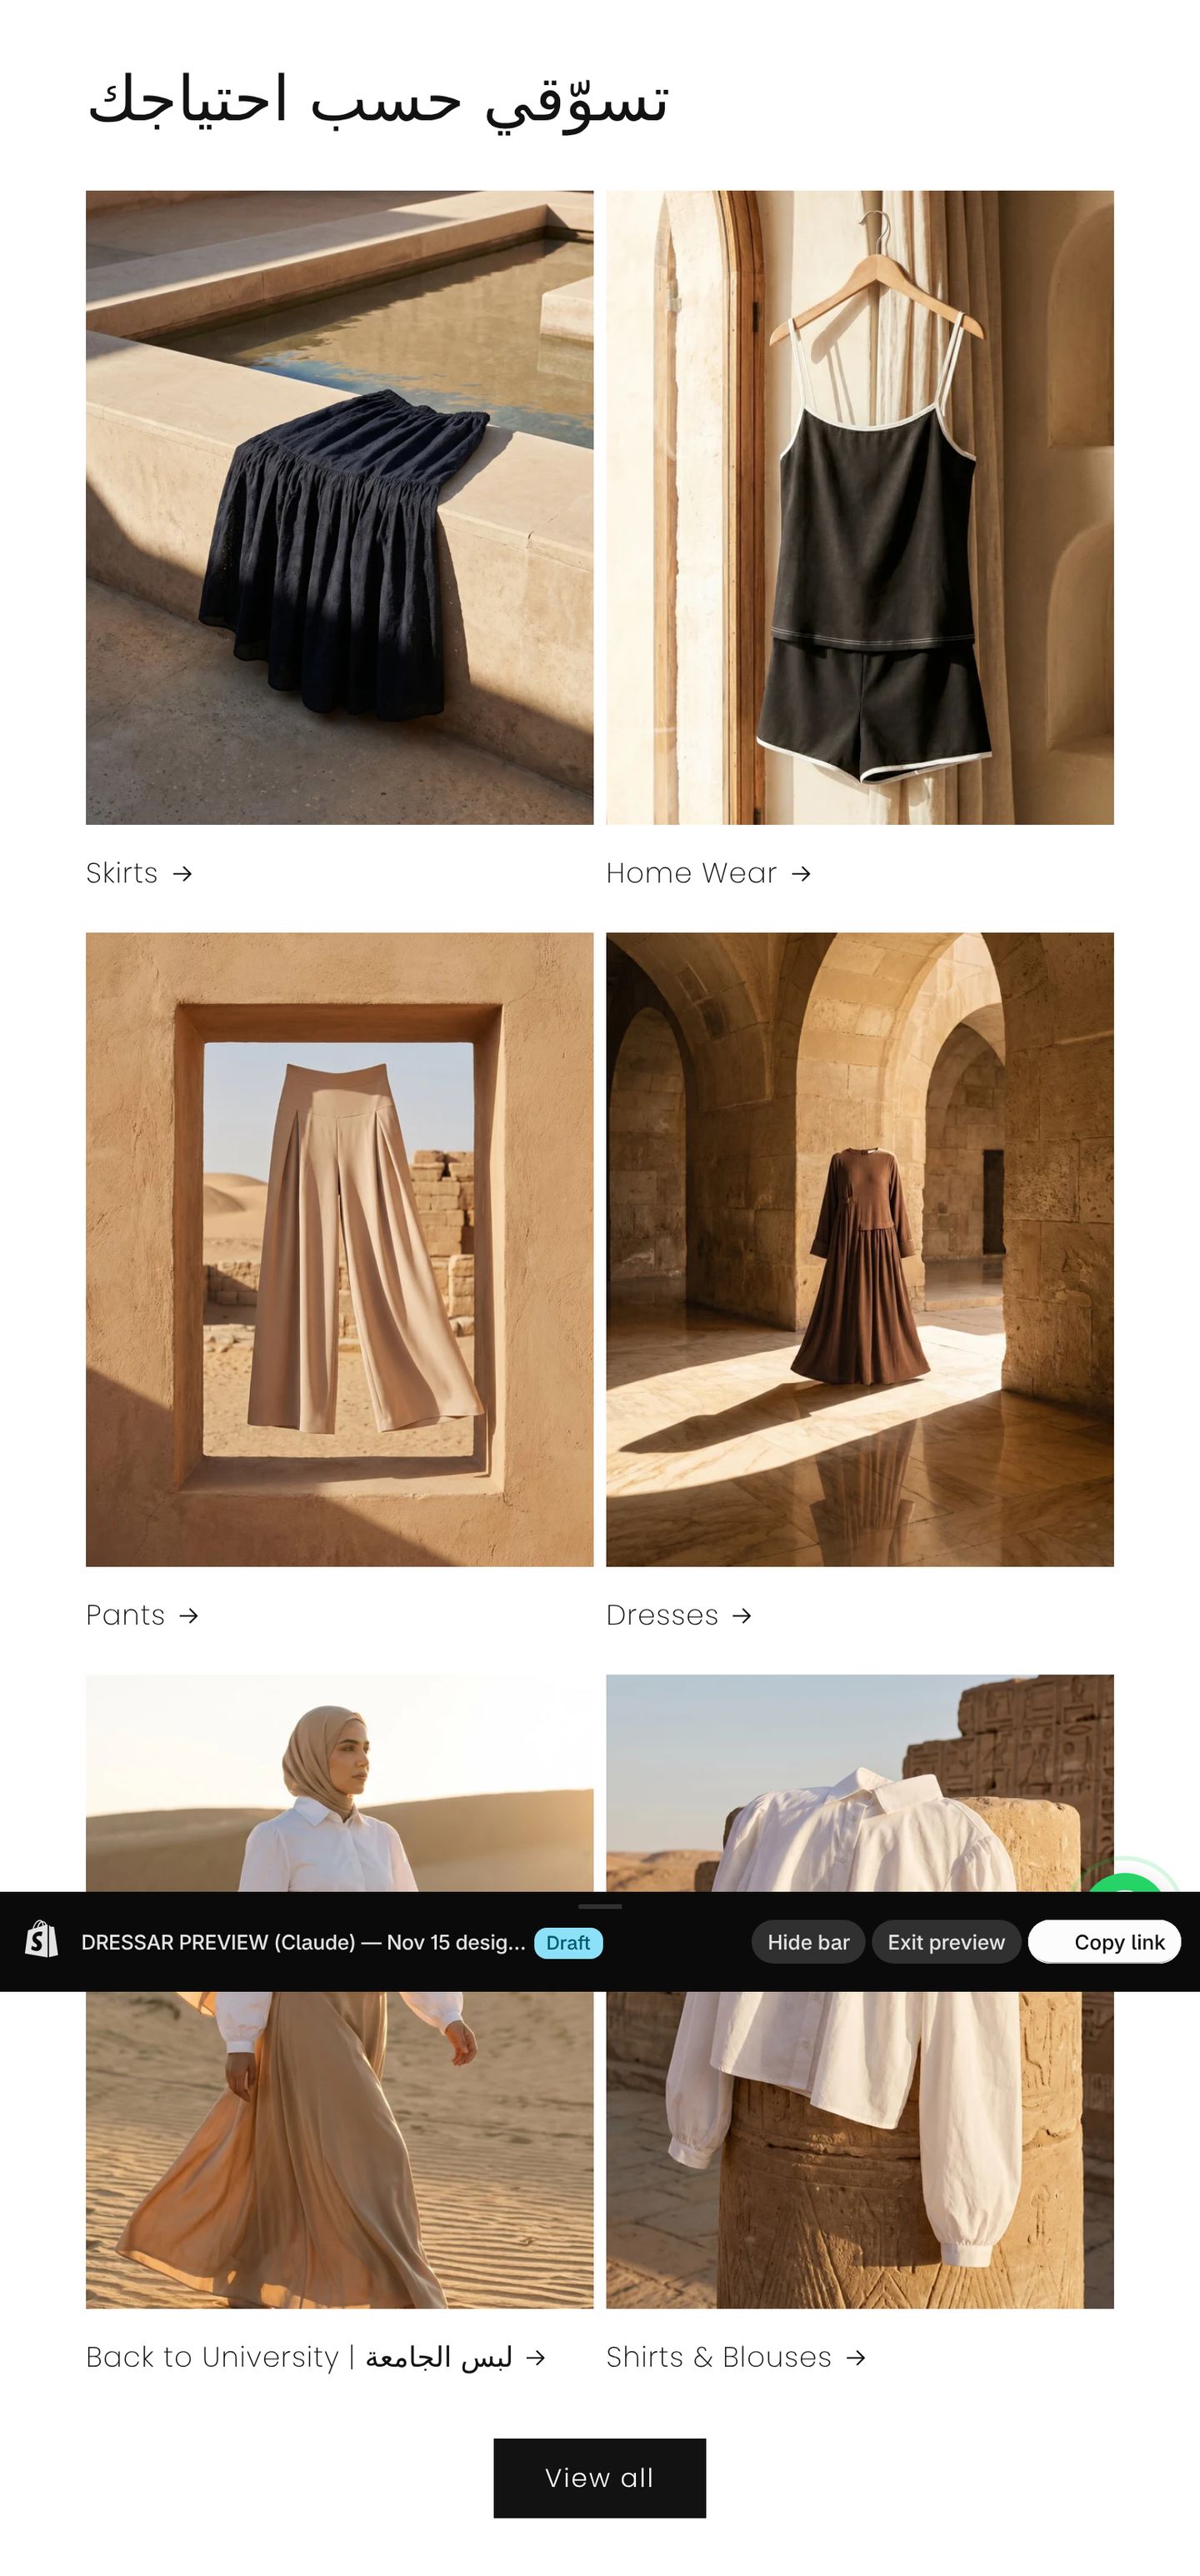 تسوّقي حسب احتياجك
Skirts →
Home Wear →
Pants →
Dresses →
DRESSAR PREVIEW (Claude) — Nov 15 desig... Draft
Hide bar
Exit preview
Copy link
Back to University | لبس الجامعة →
Shirts & Blouses →
View all